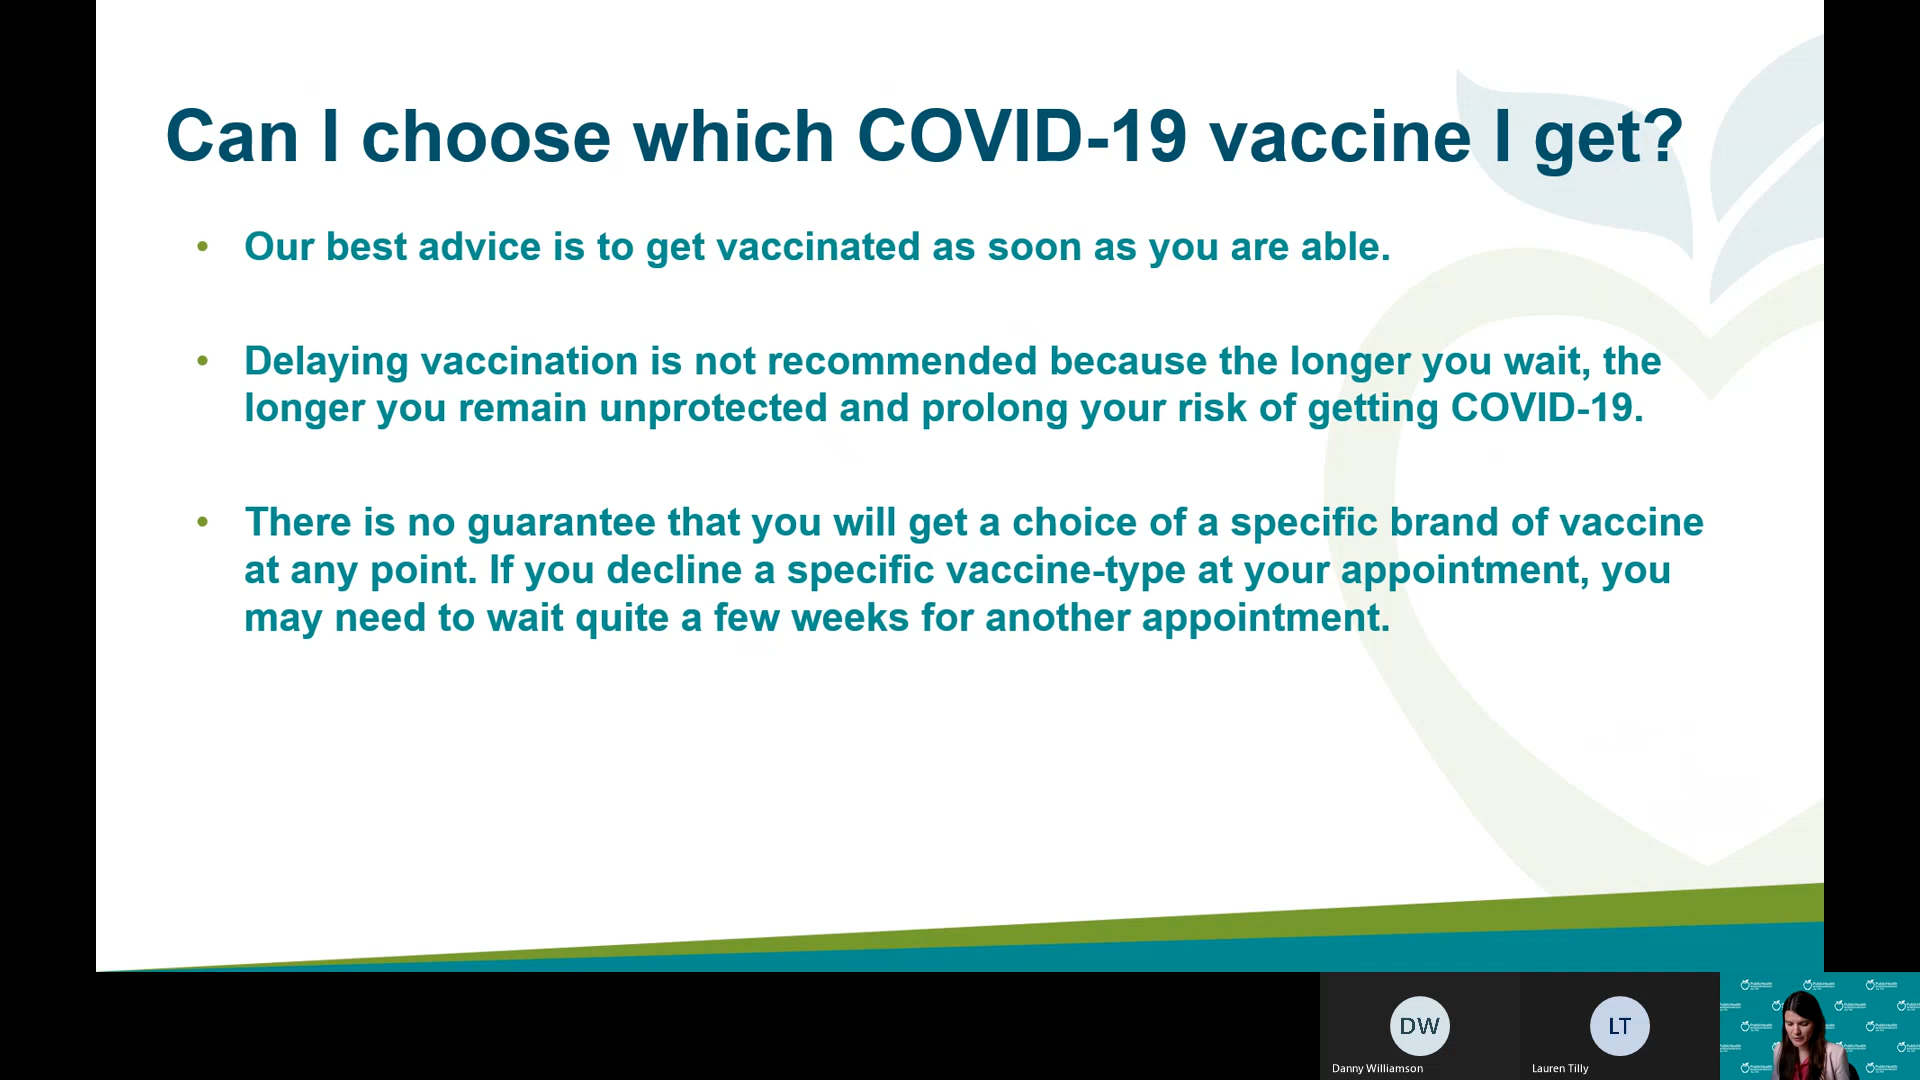 Can I choose which COVID-19 vaccine I get?
• Our best advice is to get vaccinated as soon as you are able.
• Delaying vaccination is not recommended because the longer you wait, the
longer you remain unprotected and prolong your risk of getting COVID-19.
• There is no guarantee that you will get a choice of a specific brand of vaccine
at any point. If you decline a specific vaccine-type at your appointment, you
may need to wait quite a few weeks for another appointment.
DW
LT
Danny Williamson
Lauren Tilly